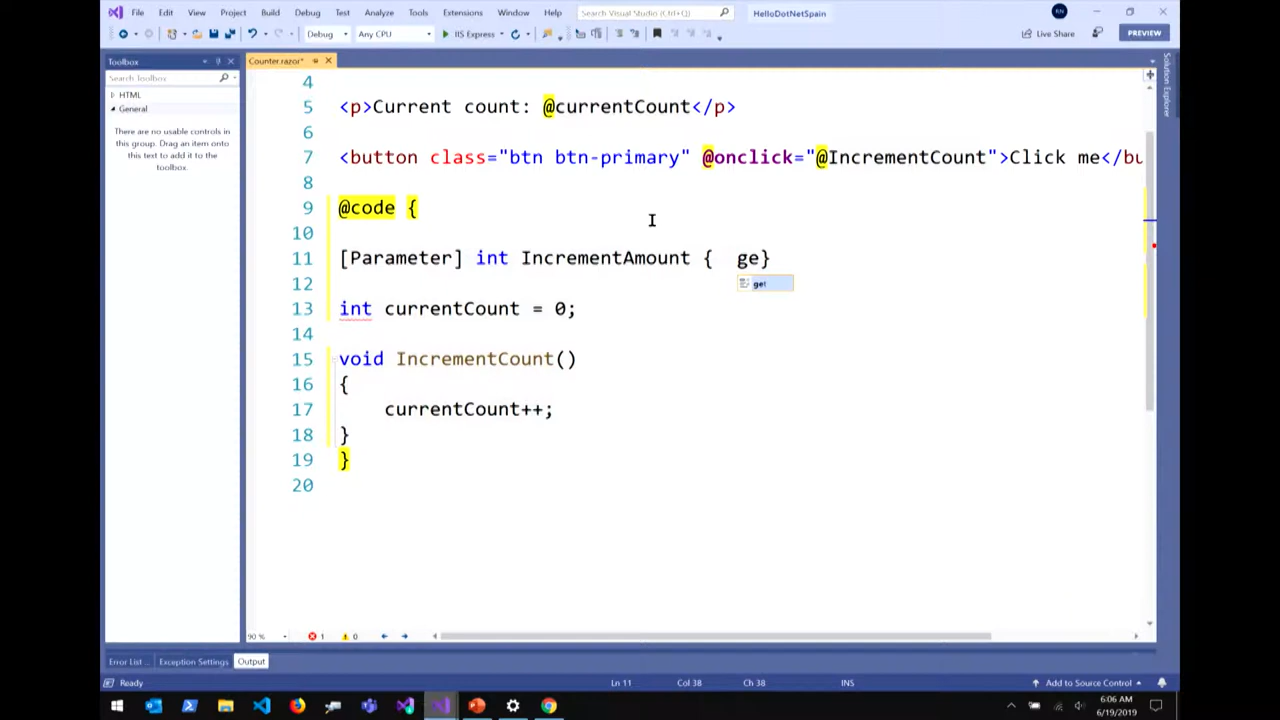 File Edit View Project Build Debug Test Analyze Tools Extensions Window Help Search Visual Studio (Ctrl+Q) HelloDotNetSpain RN
Debug Any CPU IIS Express Live Share PREVIEW
Toolbox
Search Toolbox
HTML
General
There are no usable controls in
this group. Drag an item onto
this text to add it to the
toolbox.
Counter.razor*
Solution Explorer
4
5 <p>Current count: @currentCount</p>
6
7 <button class="btn btn-primary" @onclick="@IncrementCount">Click me</bu
8
9 @code {
10
11 [Parameter] int IncrementAmount {  ge}
get
12
13 int currentCount = 0;
14
15 void IncrementCount()
16 {
17 currentCount++;
18 }
19 }
20
90 % 1 0
Error List ... Exception Settings Output
Ready Ln 11 Col 38 Ch 38 INS Add to Source Control
6:06 AM
6/19/2019